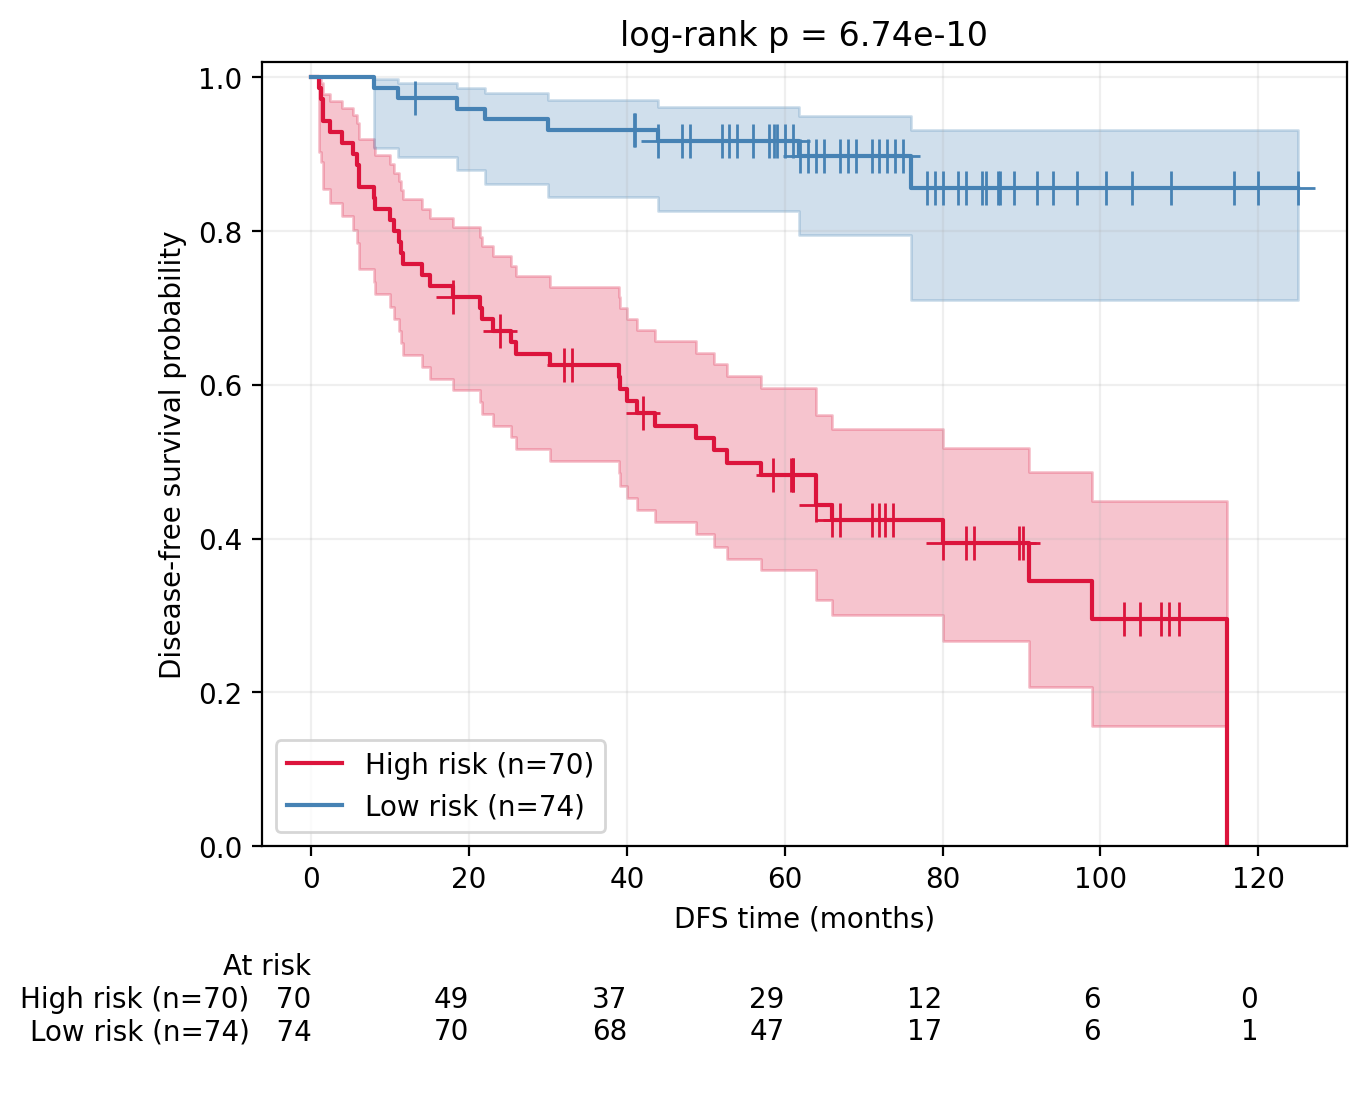 log-rank p = 6.74e-10
1.0
0.8
0.6
0.4
0.2
0.0
Disease-free survival probability
High risk (n=70)
Low risk (n=74)
0 20 40 60 80 100 120
DFS time (months)
At risk
High risk (n=70) 70 49 37 29 12 6 0
Low risk (n=74) 74 70 68 47 17 6 1